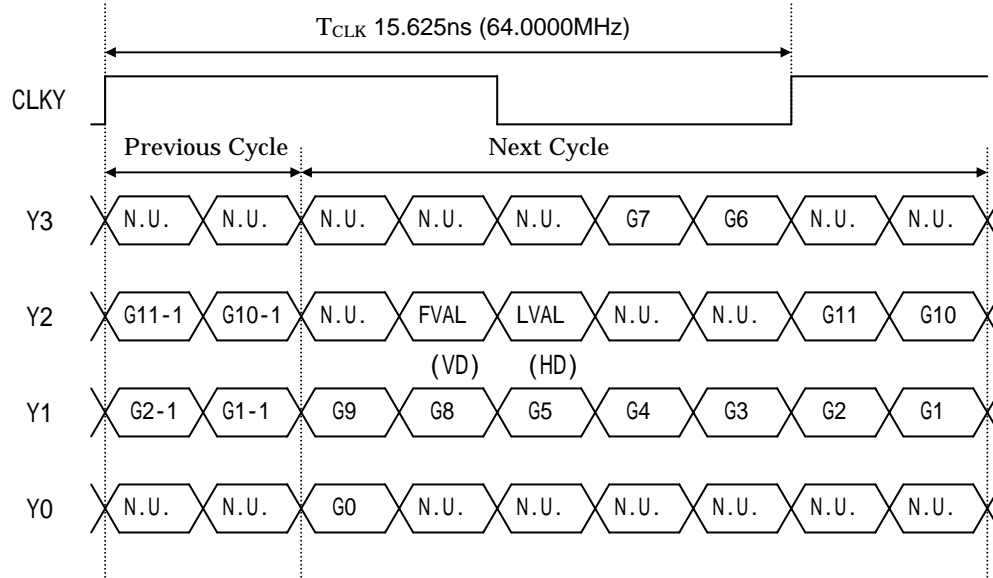 TCLK 15.625ns (64.0000MHz)
CLKY
Previous Cycle Next Cycle
Y3 N.U. N.U. N.U. N.U. N.U. G7 G6 N.U. N.U.
Y2 G11-1 G10-1 N.U. FVAL LVAL N.U. N.U. G11 G10
(VD) (HD)
Y1 G2-1 G1-1 G9 G8 G5 G4 G3 G2 G1
Y0 N.U. N.U. G0 N.U. N.U. N.U. N.U. N.U. N.U.